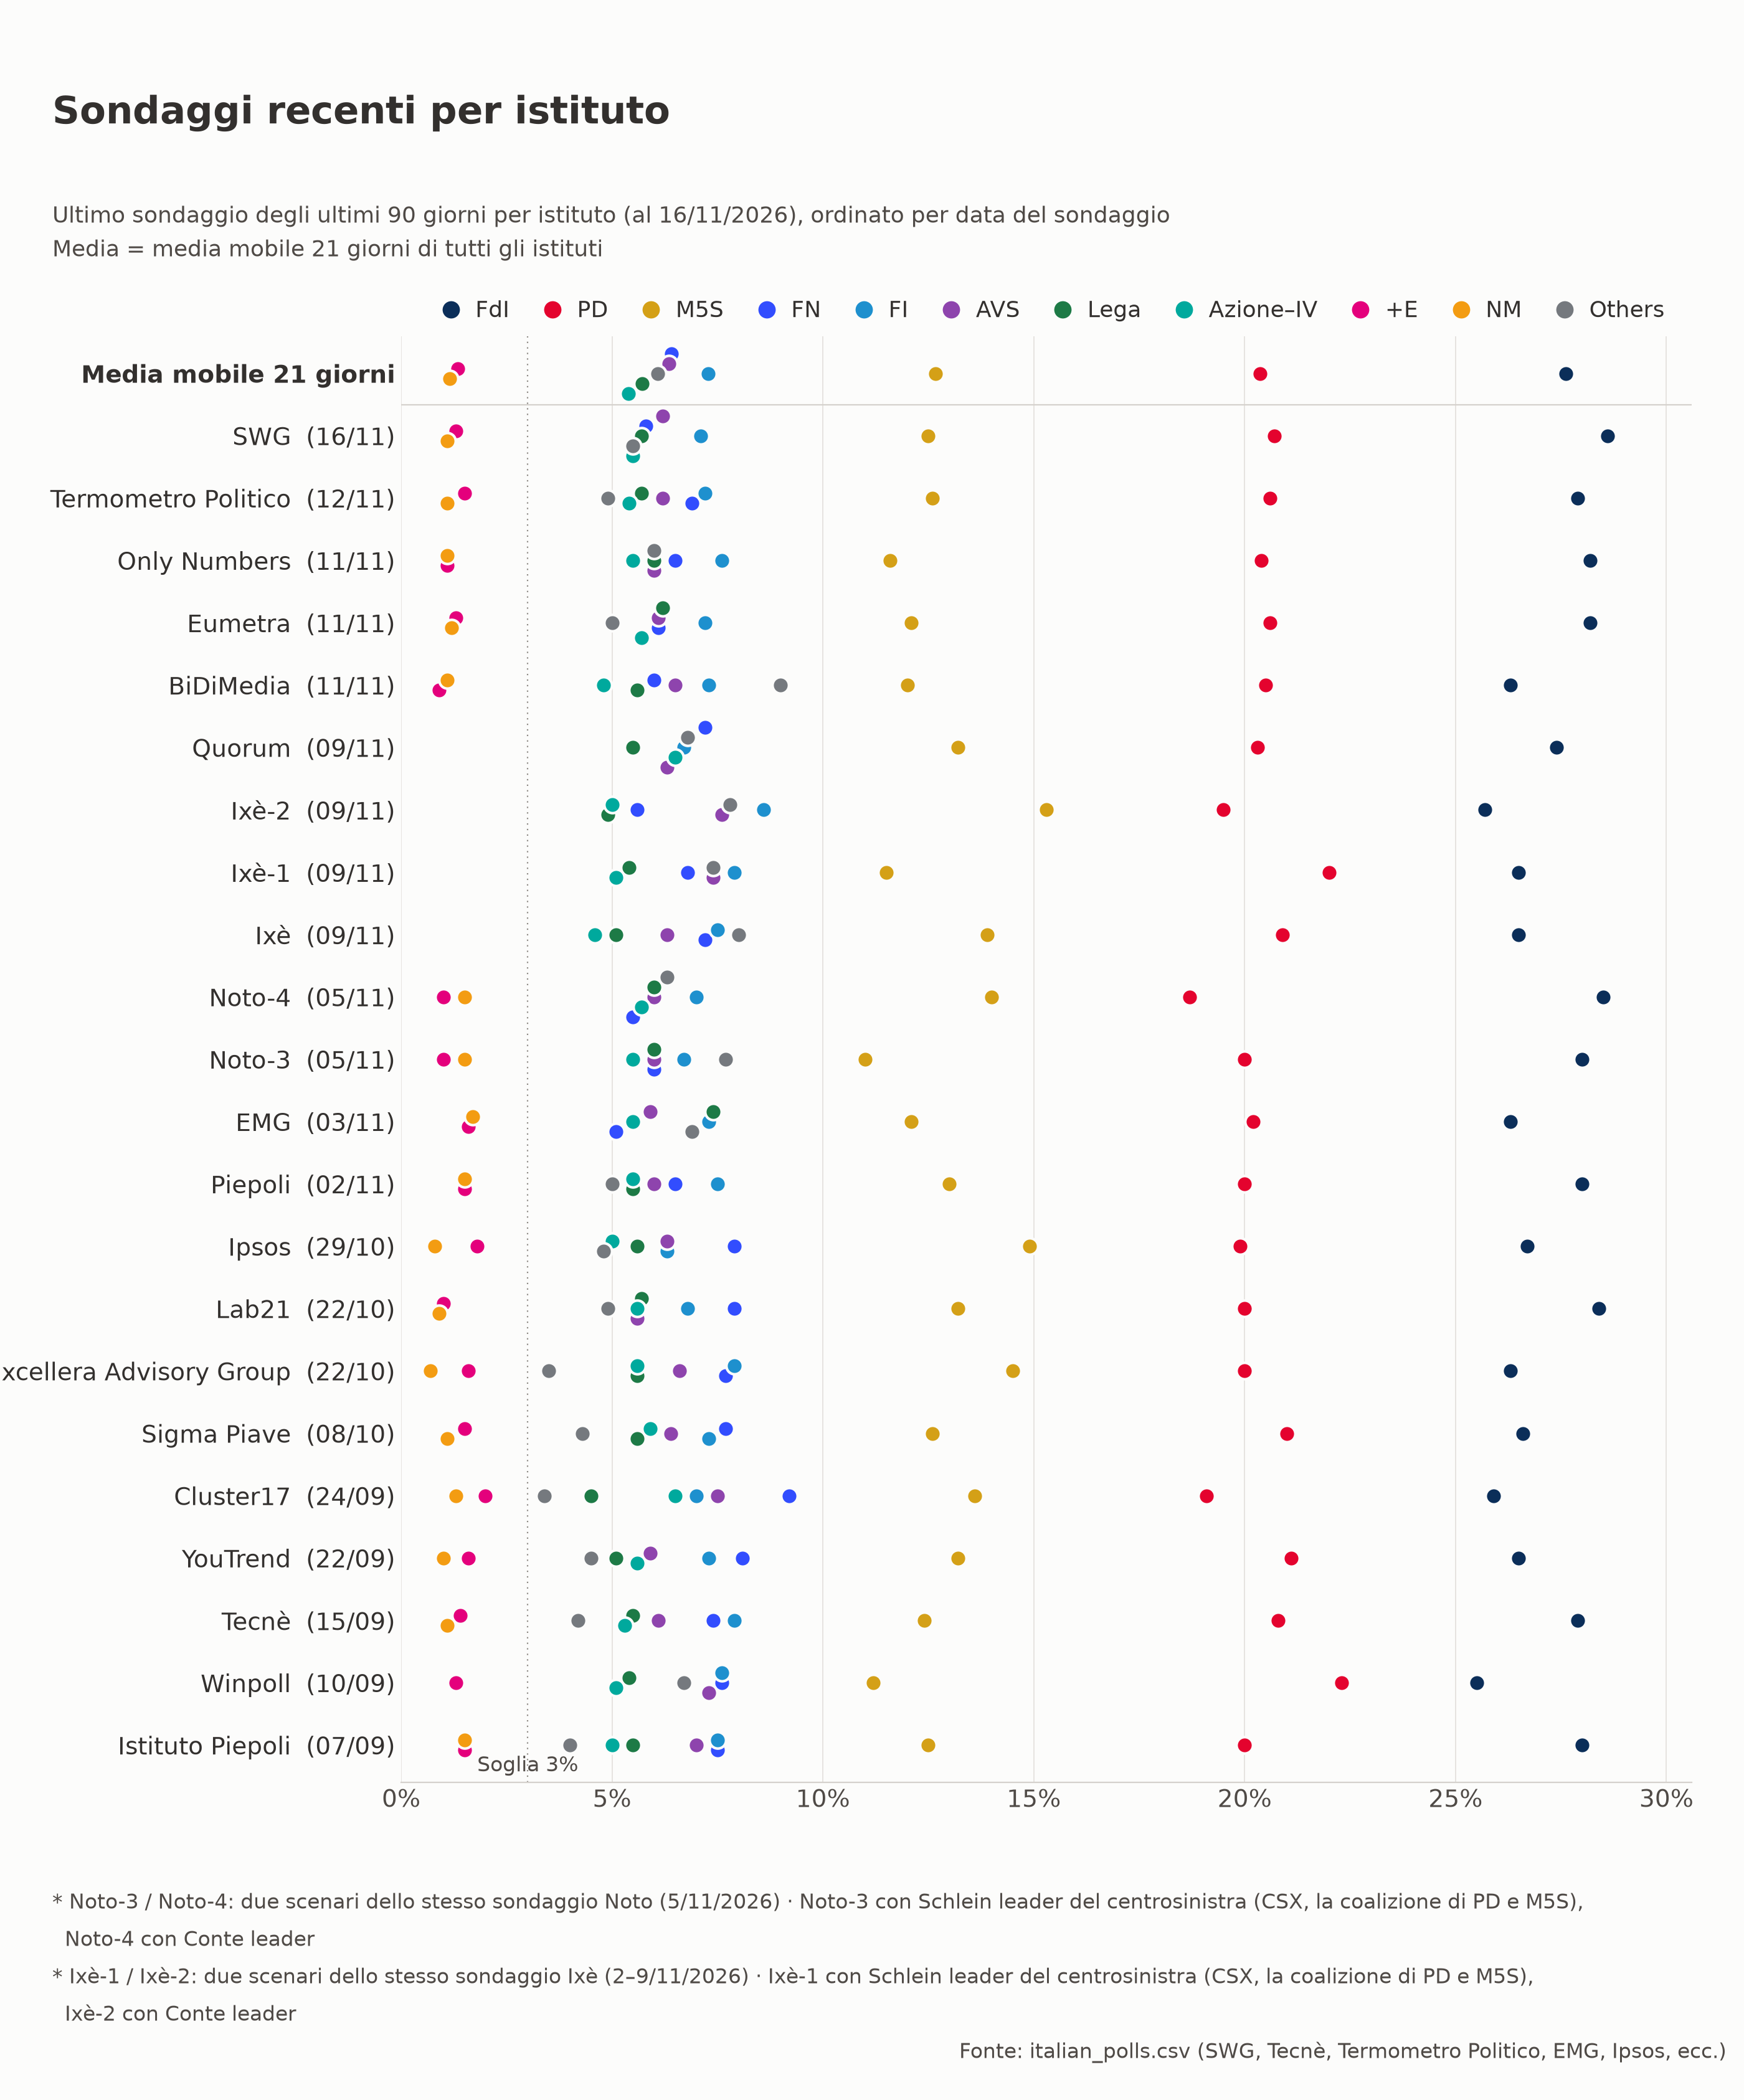 Sondaggi recenti per istituto
Ultimo sondaggio degli ultimi 90 giorni per istituto (al 16/11/2026), ordinato per data del sondaggio
Media = media mobile 21 giorni di tutti gli istituti
FdI PD M5S FN FI AVS Lega Azione–IV +E NM Others
Media mobile 21 giorni
SWG (16/11)
Termometro Politico (12/11)
Only Numbers (11/11)
Eumetra (11/11)
BiDiMedia (11/11)
Quorum (09/11)
Ixè-2 (09/11)
Ixè-1 (09/11)
Ixè (09/11)
Noto-4 (05/11)
Noto-3 (05/11)
EMG (03/11)
Piepoli (02/11)
Ipsos (29/10)
Lab21 (22/10)
xcellera Advisory Group (22/10)
Sigma Piave (08/10)
Cluster17 (24/09)
YouTrend (22/09)
Tecnè (15/09)
Winpoll (10/09)
Istituto Piepoli (07/09)
Soglia 3%
0% 5% 10% 15% 20% 25% 30%
* Noto-3 / Noto-4: due scenari dello stesso sondaggio Noto (5/11/2026) · Noto-3 con Schlein leader del centrosinistra (CSX, la coalizione di PD e M5S),
Noto-4 con Conte leader
* Ixè-1 / Ixè-2: due scenari dello stesso sondaggio Ixè (2–9/11/2026) · Ixè-1 con Schlein leader del centrosinistra (CSX, la coalizione di PD e M5S),
Ixè-2 con Conte leader
Fonte: italian_polls.csv (SWG, Tecnè, Termometro Politico, EMG, Ipsos, ecc.)